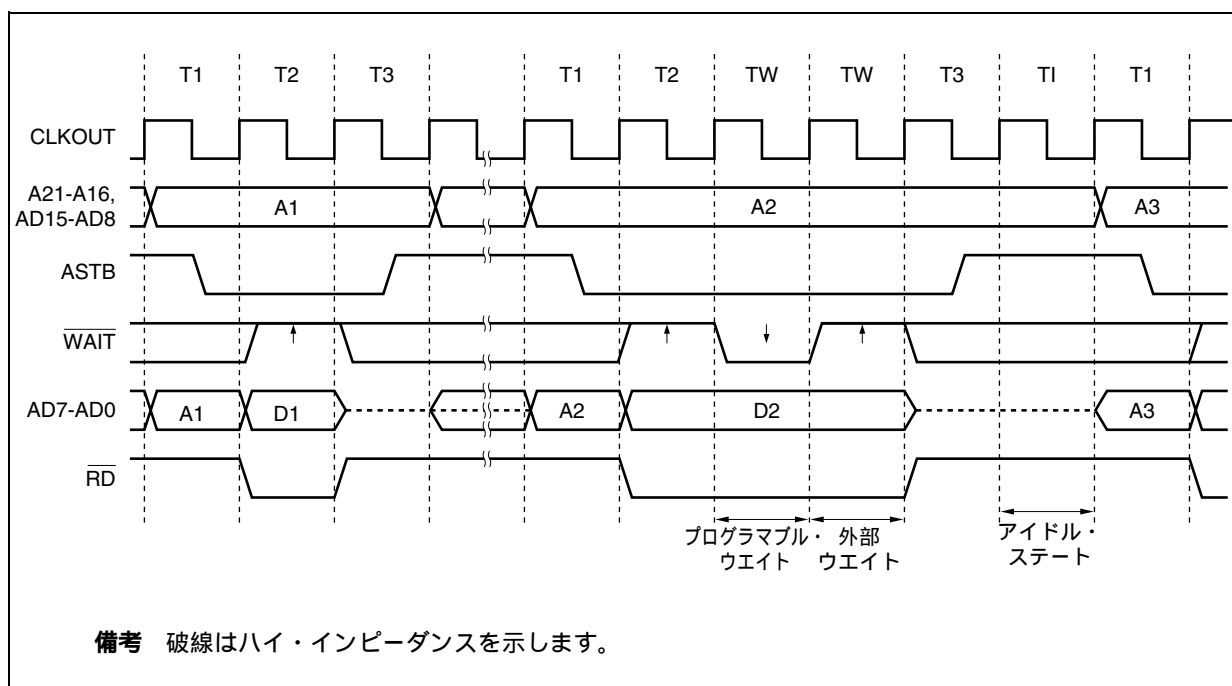 T1 T2 T3 T1 T2 TW TW T3 TI T1
CLKOUT
A21-A16,
AD15-AD8
A1 A2 A3
ASTB
WAIT
AD7-AD0
A1 D1 A2 D2 A3
RD
プログラマブル・
ウエイト
外部
ウエイト
アイドル・
ステート
備考 破線はハイ・インピーダンスを示します。